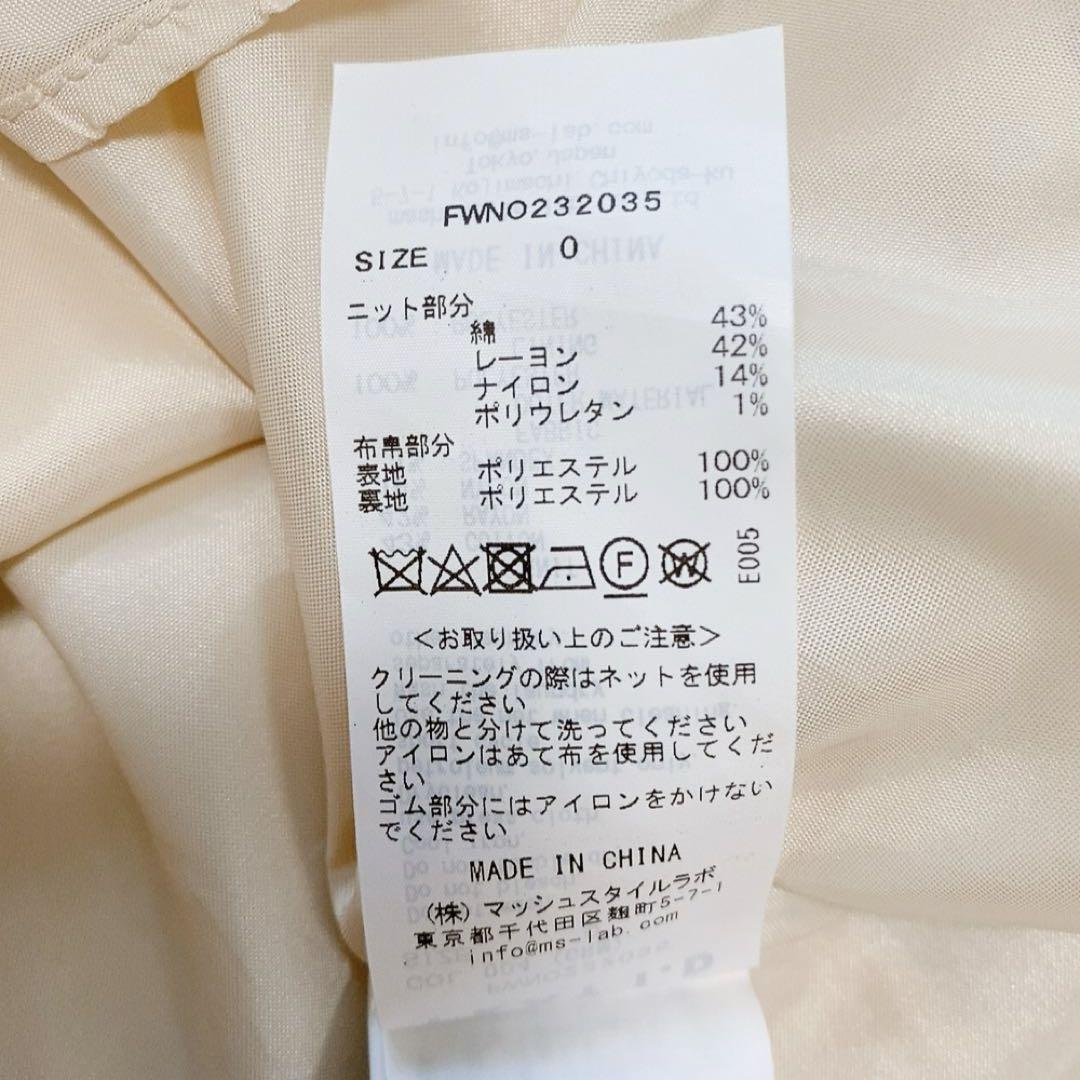 FWNO232035
SIZE 0
ニット部分
綿 43%
レーヨン 42%
ナイロン 14%
ポリウレタン 1%
布帛部分
表地 ポリエステル 100%
裏地 ポリエステル 100%
F W E005
<お取り扱い上のご注意>
クリーニングの際はネットを使用
してください
他の物と分けて洗ってください
アイロンはあて布を使用してくだ
さい
ゴム部分にはアイロンをかけない
でください
MADE IN CHINA
(株)マッシュスタイルラボ
東京都千代田区麹町5-7-1
info@ms-lab.com